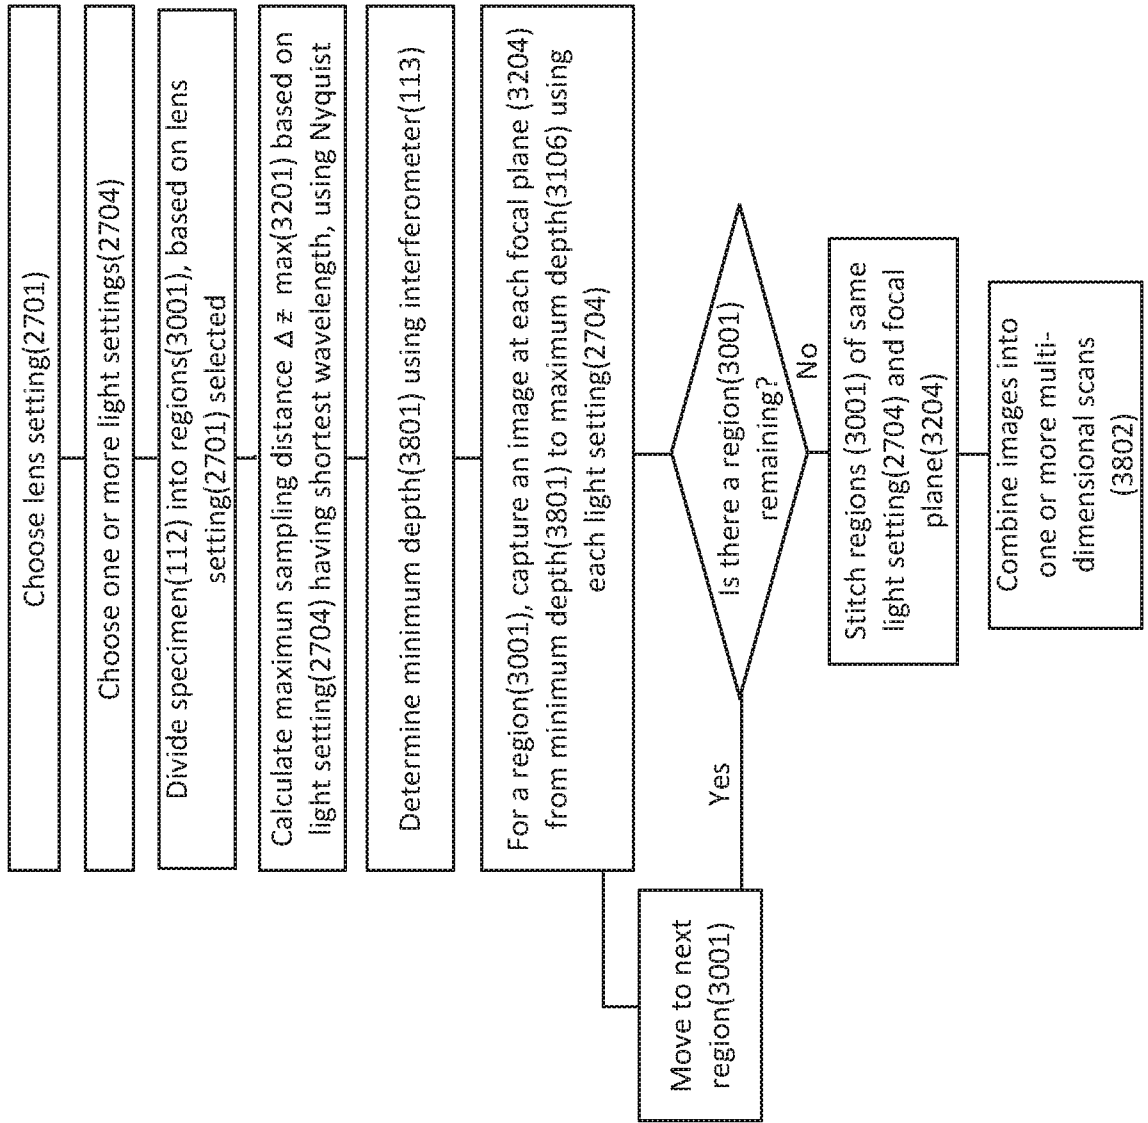 Choose lens setting(2701)
Choose one or more light settings(2704)
Divide specimen(112) into regions(3001), based on lens
setting(2701) selected
Calculate maximun sampling distance Δ z max(3201) based on
light setting(2704) having shortest wavelength, using Nyquist
Determine minimum depth(3801) using interferometer(113)
For a region(3001), capture an image at each focal plane (3204)
from minimum depth(3801) to maximum depth(3106) using
each light setting(2704)
Move to next
region(3001)
Yes
Is there a region(3001)
remaining?
No
Stitch regions (3001) of same
light setting(2704) and focal
plane(3204)
Combine images into
one or more multi-
dimensional scans
(3802)